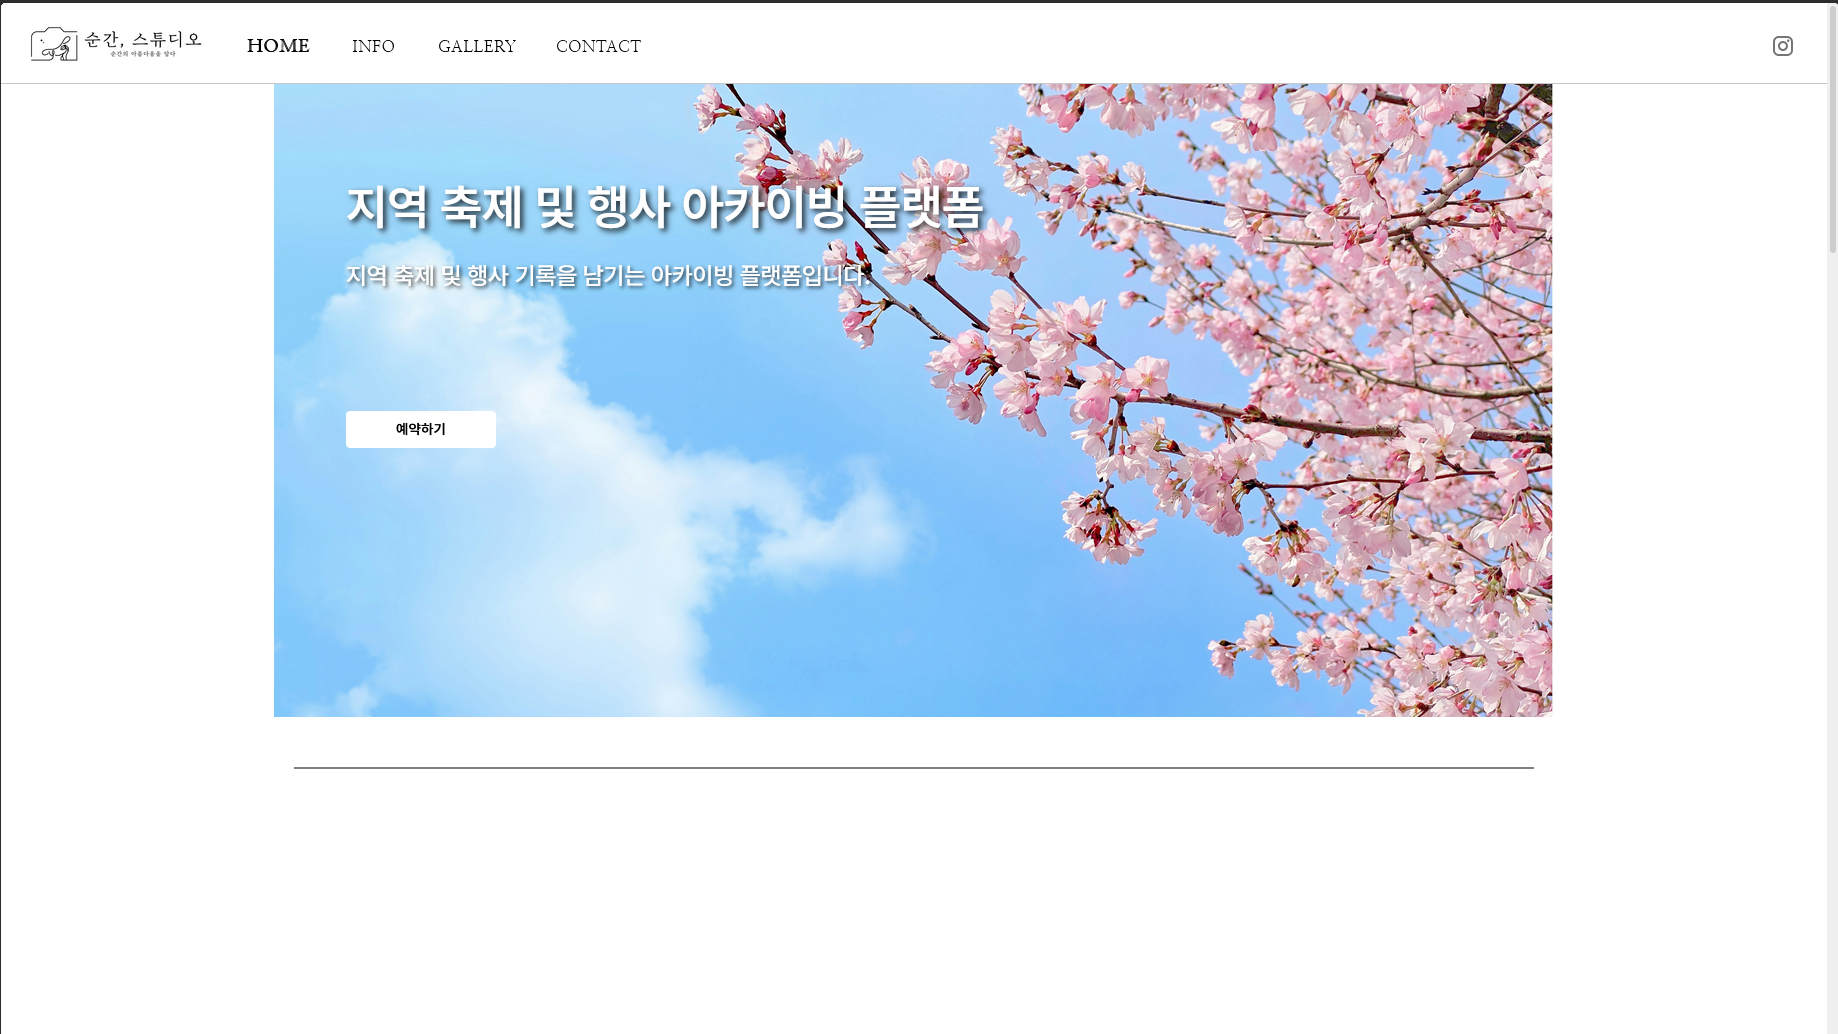 순간, 스튜디오
순간의 아름다움을 담다
HOME INFO GALLERY CONTACT
지역 축제 및 행사 아카이빙 플랫폼
지역 축제 및 행사 기록을 남기는 아카이빙 플랫폼입니다.
예약하기